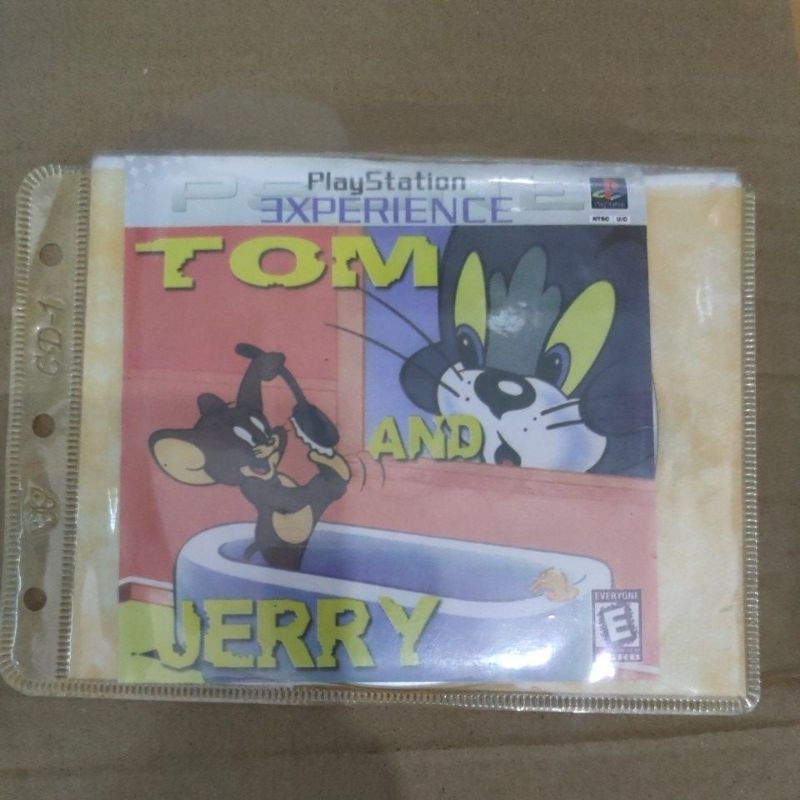 PlayStation
EXPERIENCE
NTSC U/C
TOM
AND
JERRY
EVERYONE
E
CD-1